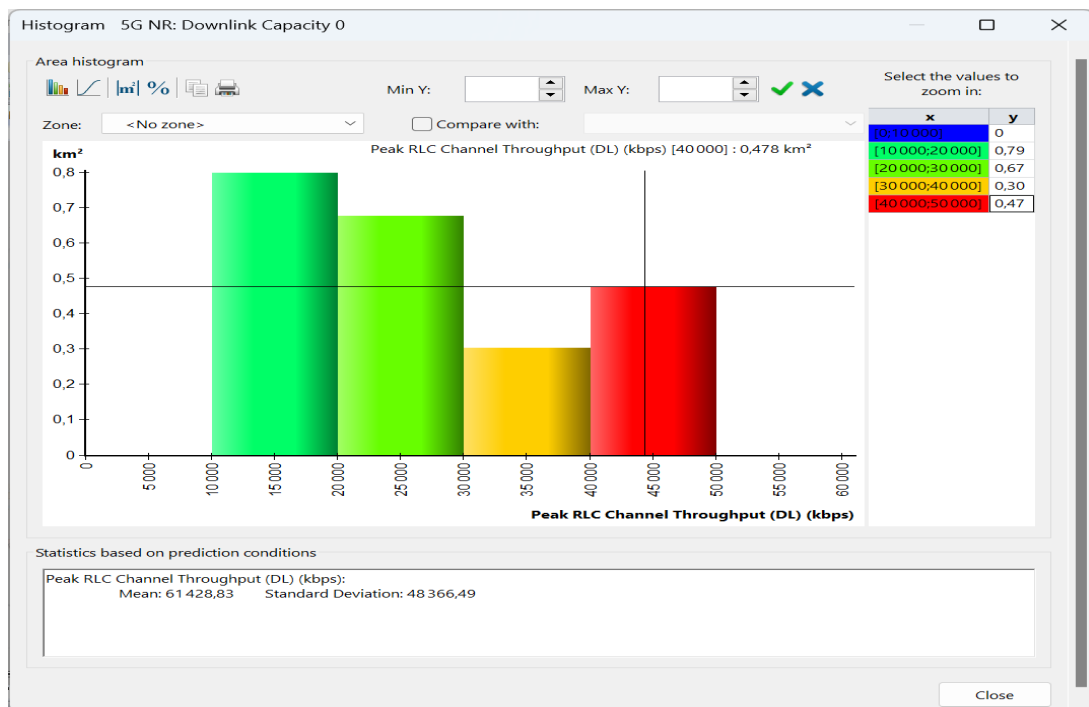 Histogram 5G NR: Downlink Capacity 0
Area histogram
|m²| %
Min Y:
Max Y:
Select the values to
zoom in:
Zone: <No zone>
Compare with:
x y
[0;10 000] 0
[10 000;20 000] 0,79
[20 000;30 000] 0,67
[30 000;40 000] 0,30
[40 000;50 000] 0,47
km²
Peak RLC Channel Throughput (DL) (kbps) [40 000] : 0,478 km²
0,8
0,7
0,6
0,5
0,4
0,3
0,2
0,1
0
0 5 000 10 000 15 000 20 000 25 000 30 000 35 000 40 000 45 000 50 000 55 000 60 000
Peak RLC Channel Throughput (DL) (kbps)
Statistics based on prediction conditions
Peak RLC Channel Throughput (DL) (kbps):
Mean: 61 428,83 Standard Deviation: 48 366,49
Close